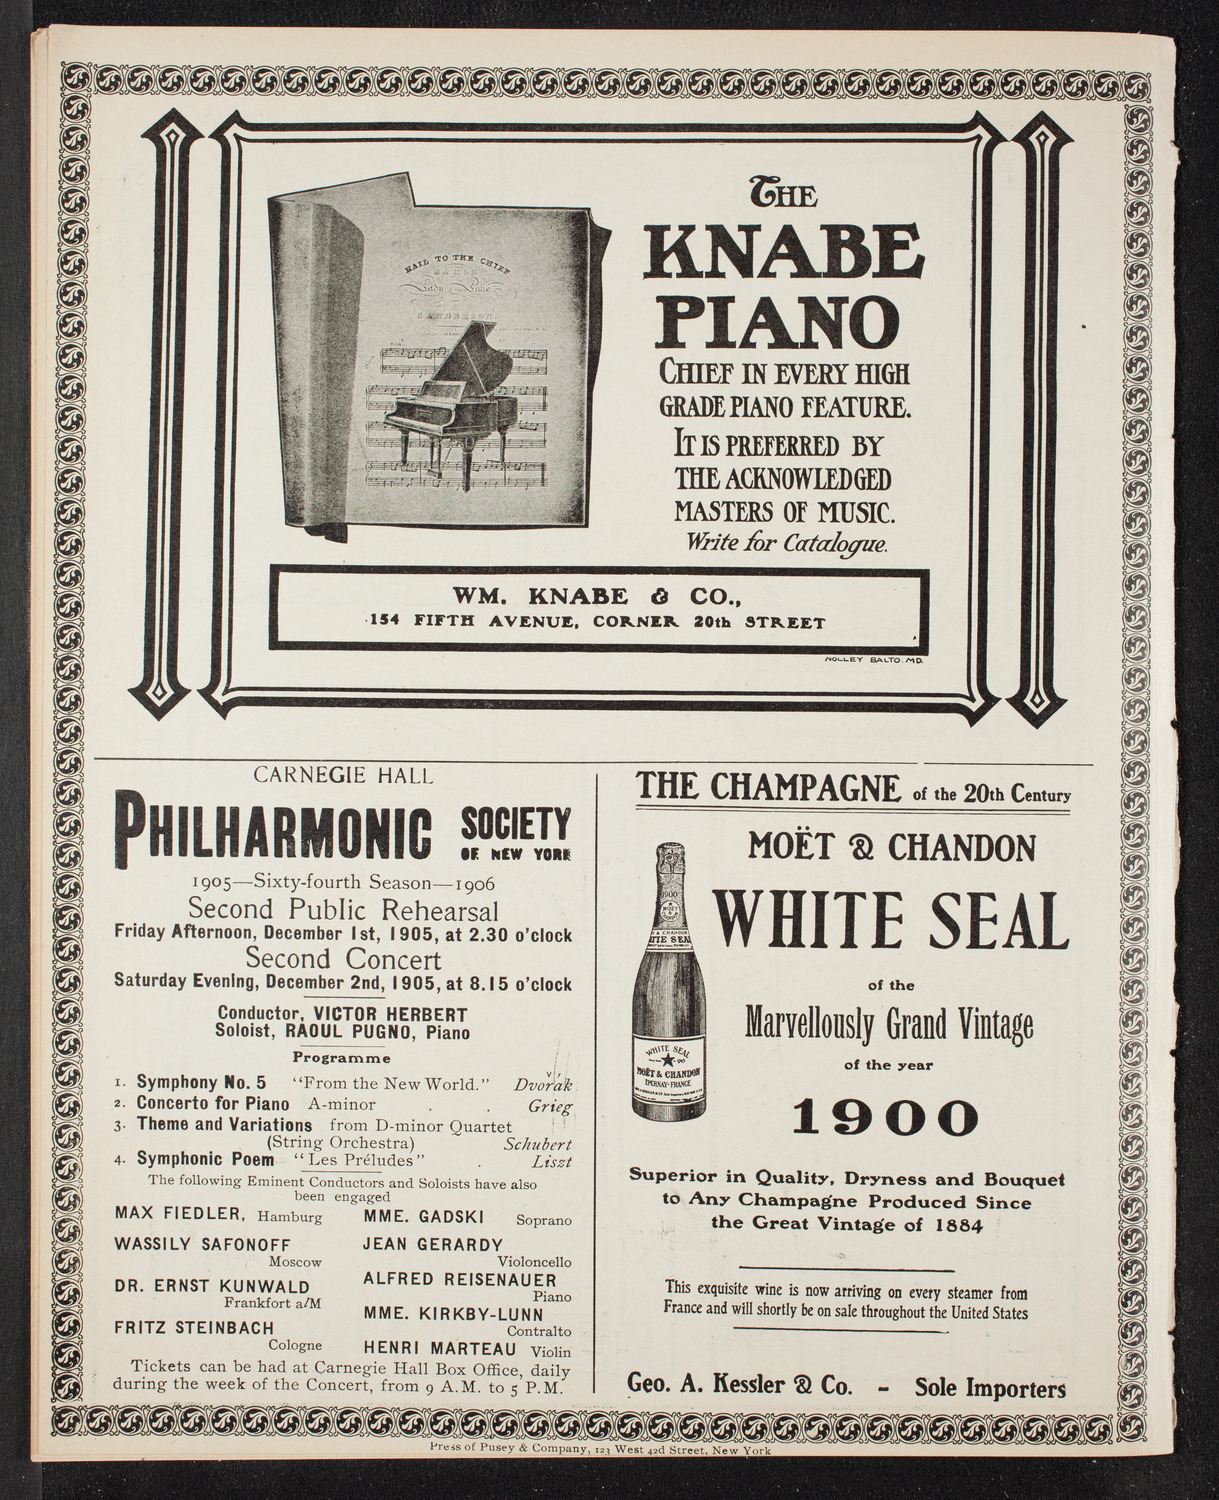 THE
KNABE
PIANO
CHIEF IN EVERY HIGH
GRADE PIANO FEATURE.
IT IS PREFERRED BY
THE ACKNOWLEDGED
MASTERS OF MUSIC.
Write for Catalogue.
HAIL TO THE CHIEF
WM. KNABE & CO.,
154 FIFTH AVENUE, CORNER 20th STREET
NOLLEY BALTO. MD.
CARNEGIE HALL
PHILHARMONIC SOCIETY
OF NEW YORK
1905—Sixty-fourth Season—1906
Second Public Rehearsal
Friday Afternoon, December 1st, 1905, at 2.30 o'clock
Second Concert
Saturday Evening, December 2nd, 1905, at 8.15 o'clock
Conductor, VICTOR HERBERT
Soloist, RAOUL PUGNO, Piano
Programme
1. Symphony No. 5 "From the New World." Dvořák
2. Concerto for Piano A-minor . . Grieg
3. Theme and Variations from D-minor Quartet
(String Orchestra) Schubert
4. Symphonic Poem "Les Préludes" . Liszt
The following Eminent Conductors and Soloists have also
been engaged
MAX FIEDLER, Hamburg
WASSILY SAFONOFF
Moscow
DR. ERNST KUNWALD
Frankfort a/M
FRITZ STEINBACH
Cologne
MME. GADSKI Soprano
JEAN GERARDY
Violoncello
ALFRED REISENAUER
Piano
MME. KIRKBY-LUNN
Contralto
HENRI MARTEAU Violin
Tickets can be had at Carnegie Hall Box Office, daily
during the week of the Concert, from 9 A.M. to 5 P.M.
THE CHAMPAGNE of the 20th Century
MOËT & CHANDON
WHITE SEAL
of the
Marvellously Grand Vintage
of the year
1900
1900
MOËT
& CHANDON
WHITE SEAL
MOËT & CHANDON
EPERNAY-FRANCE
Superior in Quality, Dryness and Bouquet
to Any Champagne Produced Since
the Great Vintage of 1884
This exquisite wine is now arriving on every steamer from
France and will shortly be on sale throughout the United States
Geo. A. Kessler & Co. - Sole Importers
Press of Pusey & Company, 123 West 42d Street, New York